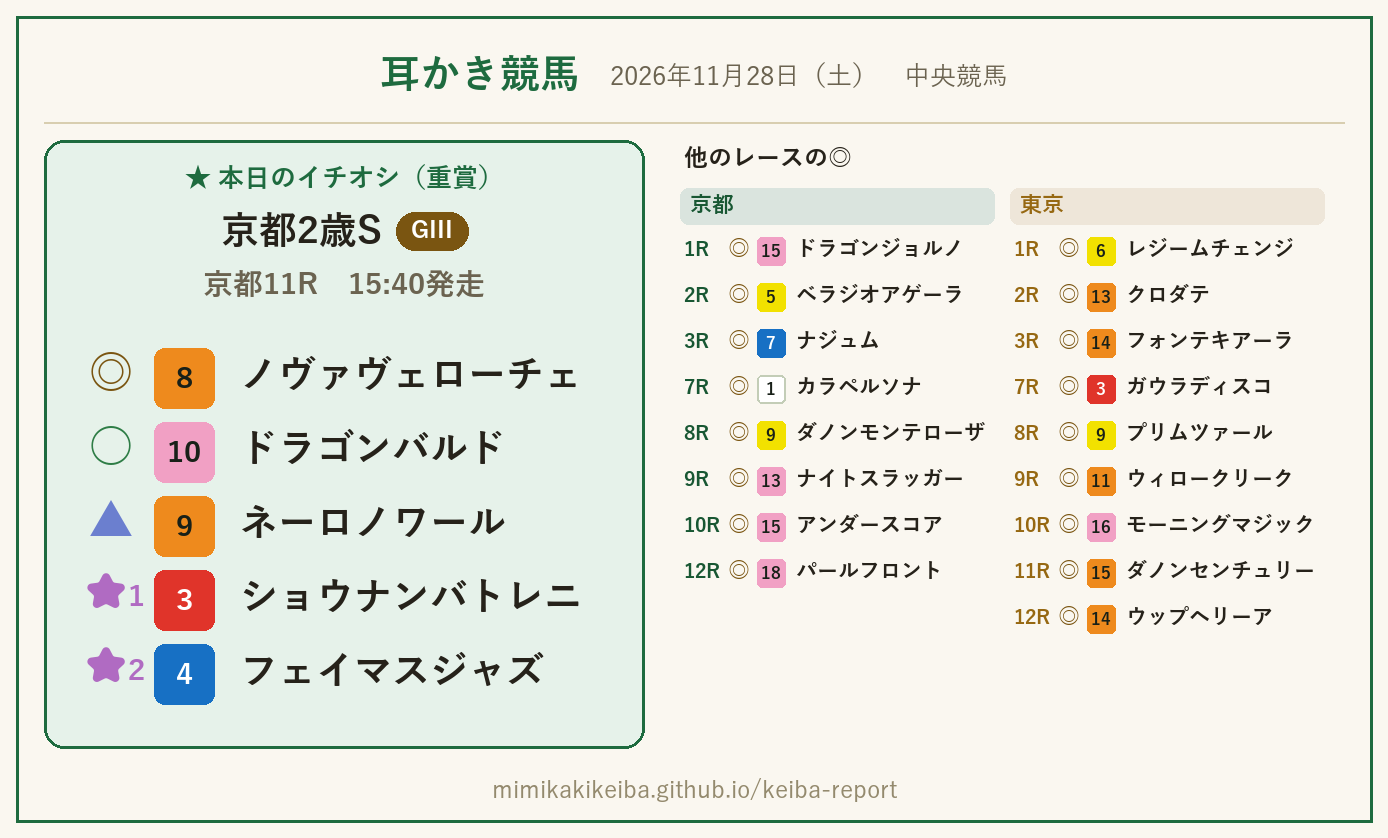 耳かき競馬 2026年11月28日（土） 中央競馬
★ 本日のイチオシ（重賞）
京都2歳S GIII
京都11R 15:40発走
◎ 8 ノヴァヴェローチェ
○ 10 ドラゴンバルド
▲ 9 ネーロノワール
★1 3 ショウナンバトレニ
★2 4 フェイマスジャズ
他のレースの◎
京都
1R ◎ 15 ドラゴンジョルノ
2R ◎ 5 ベラジオアゲーラ
3R ◎ 7 ナジュム
7R ◎ 1 カラペルソナ
8R ◎ 9 ダノンモンテローザ
9R ◎ 13 ナイトスラッガー
10R ◎ 15 アンダースコア
12R ◎ 18 パールフロント
東京
1R ◎ 6 レジームチェンジ
2R ◎ 13 クロダテ
3R ◎ 14 フォンテキアーラ
7R ◎ 3 ガウラディスコ
8R ◎ 9 プリムツァール
9R ◎ 11 ウィロークリーク
10R ◎ 16 モーニングマジック
11R ◎ 15 ダノンセンチュリー
12R ◎ 14 ウップヘリーア
mimikakikeiba.github.io/keiba-report